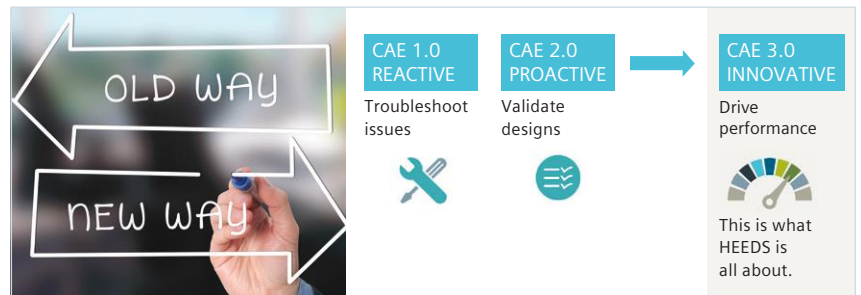 OLD WAY
NEW WAY
CAE 1.0
REACTIVE
Troubleshoot
issues
CAE 2.0
PROACTIVE
Validate
designs
CAE 3.0
INNOVATIVE
Drive
performance
This is what
HEEDS is
all about.